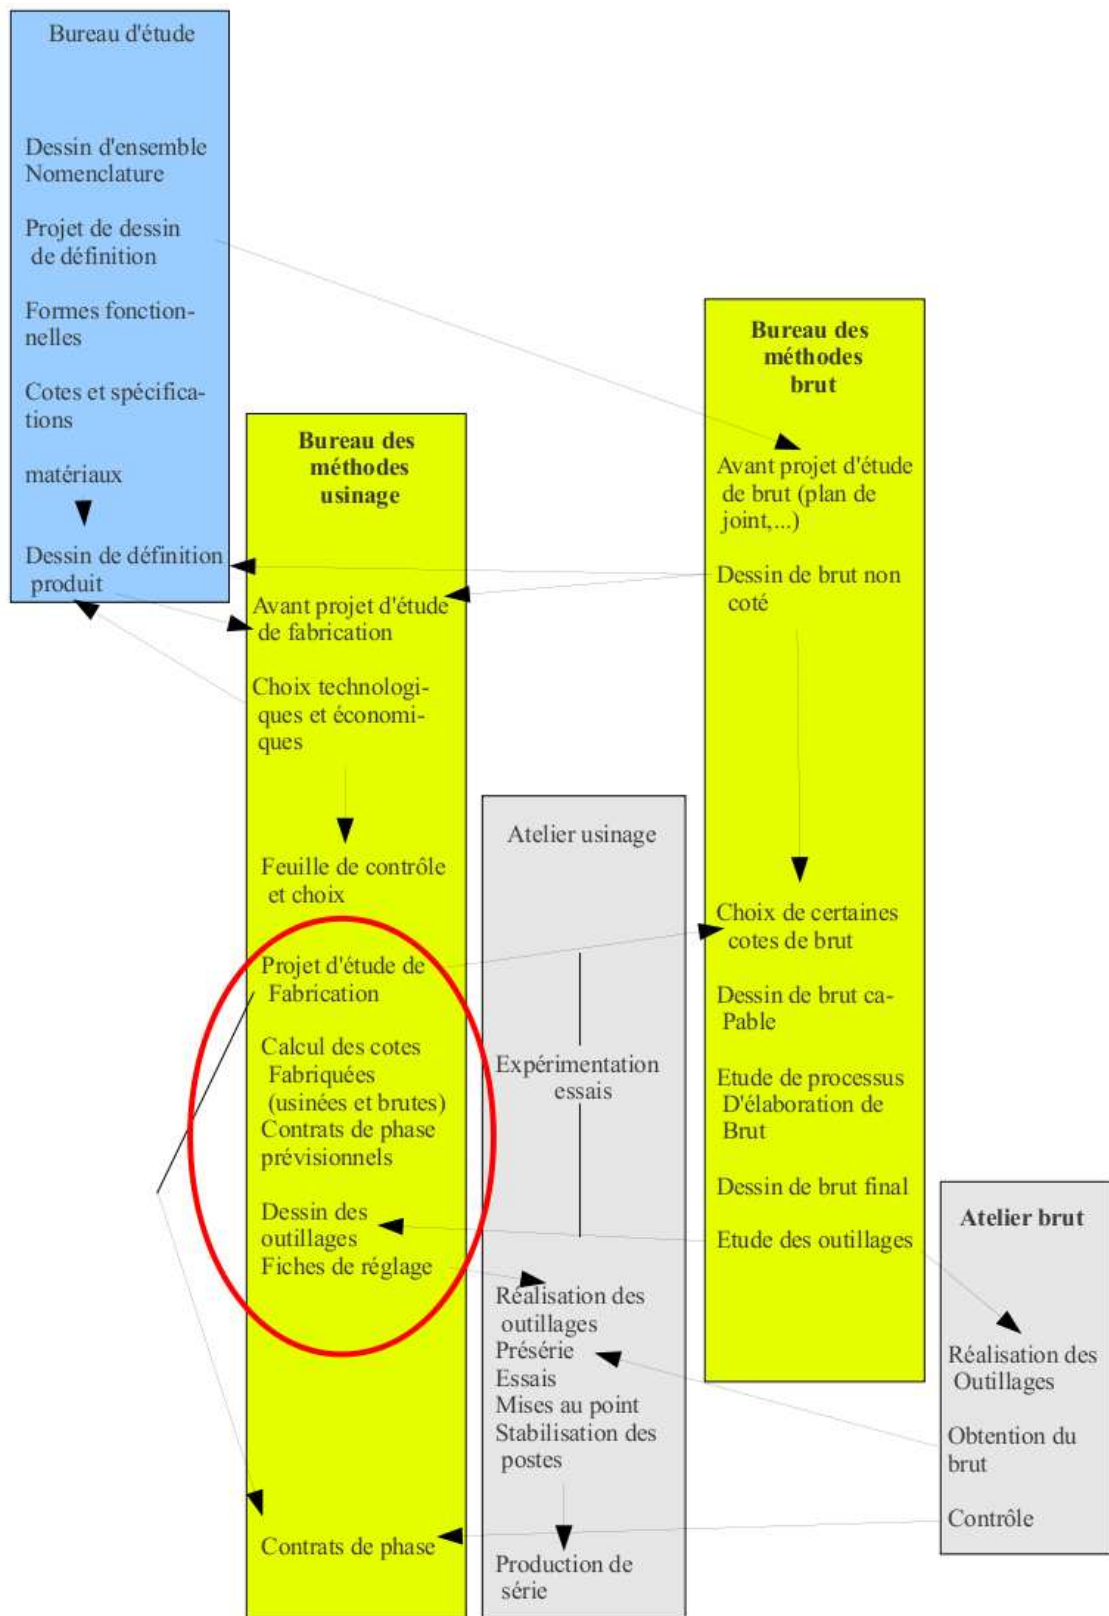 Bureau d'étude
Dessin d'ensemble
Nomenclature
Projet de dessin
de définition
Formes fonction-
nelles
Cotes et spécifica-
tions
matériaux
Dessin de définition
produit
Bureau des
méthodes
usinage
Avant projet d'étude
de fabrication
Choix technologi-
ques et économi-
ques
Feuille de contrôle
et choix
Projet d'étude de
Fabrication
Calcul des cotes
Fabriquées
(usinées et brutes)
Contrats de phase
prévisionnels
Dessin des
outillages
Fiches de réglage
Contrats de phase
Atelier usinage
Expérimentation
essais
Réalisation des
outillages
Présérie
Essais
Mises au point
Stabilisation des
postes
Production de
série
Bureau des
méthodes
brut
Avant projet d'étude
de brut (plan de
joint,...)
Dessin de brut non
coté
Choix de certaines
cotes de brut
Dessin de brut ca-
Pable
Etude de processus
D'élaboration de
Brut
Dessin de brut final
Etude des outillages
Atelier brut
Réalisation des
Outillages
Obtention du
brut
Contrôle